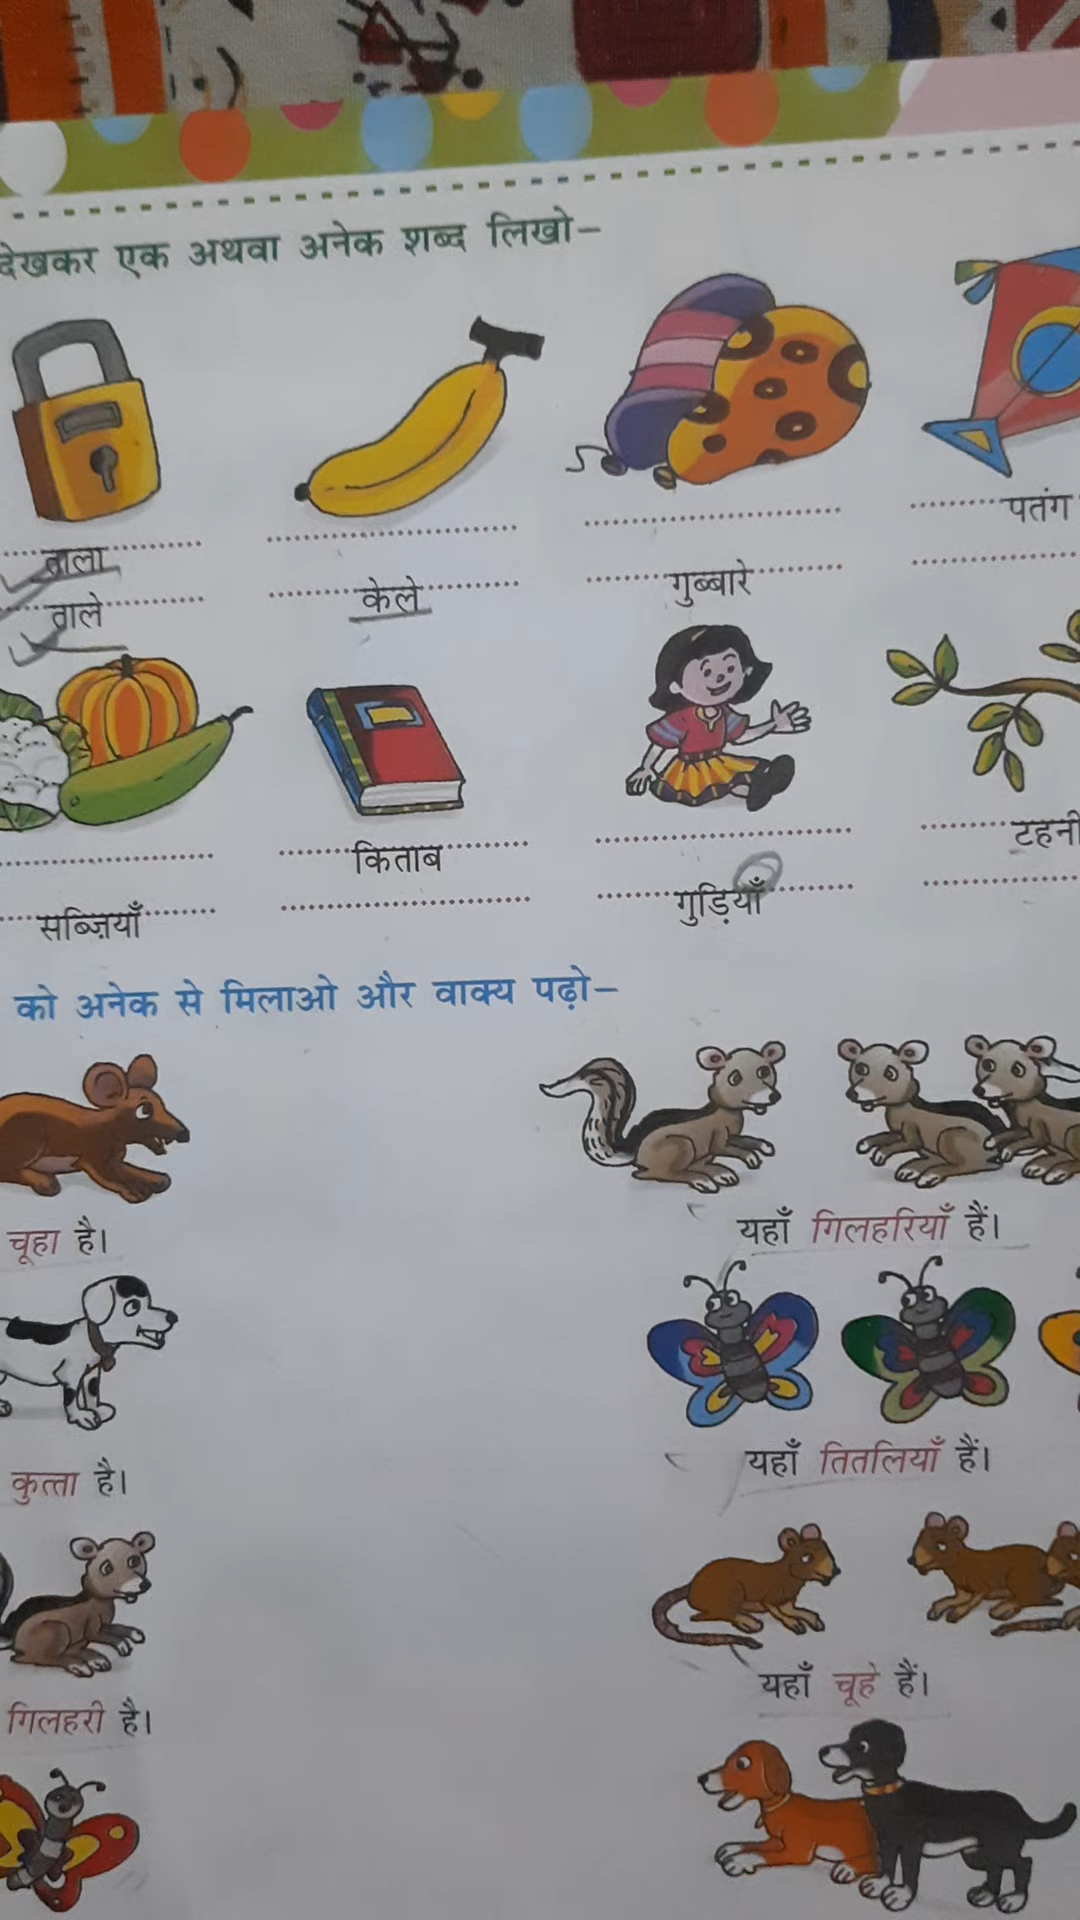 देखकर एक अथवा अनेक शब्द लिखो–
पतंग
ताला
ताले
केले
गुब्बारे
किताब
टहनी
सब्ज़ियाँ
गुड़ियाँ
को अनेक से मिलाओ और वाक्य पढ़ो–
चूहा है।
यहाँ गिलहरियाँ हैं।
कुत्ता है।
यहाँ तितलियाँ हैं।
गिलहरी है।
यहाँ चूहे हैं।